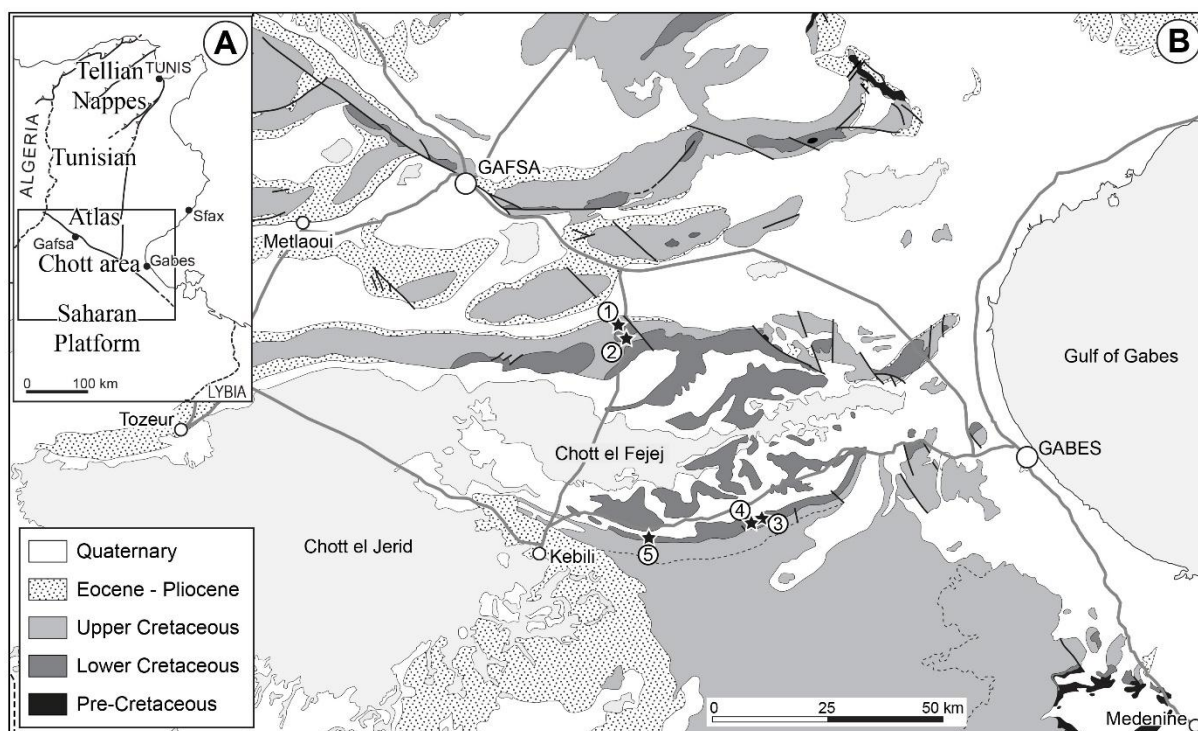 A
B
Tellian
TUNIS
Nappes
ALGERIA
Tunisian
Atlas
Sfax
Gafsa
Chott area
Gabes
Saharan
Platform
0 100 km
LYBIA
GAFSA
Metlaoui
1
2
Gulf of Gabes
Tozeur
Chott el Fejej
GABES
4
3
Chott el Jerid
5
Kebili
Quaternary
Eocene - Pliocene
Upper Cretaceous
Lower Cretaceous
Pre-Cretaceous
0 25 50 km
Medenine